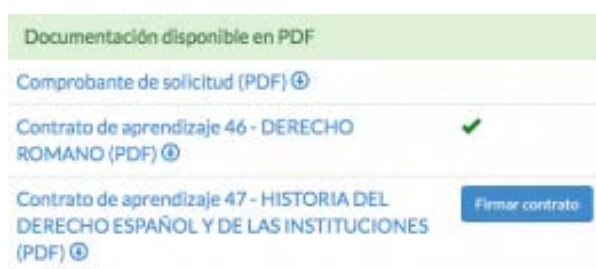 Documentación disponible en PDF
Comprobante de solicitud (PDF)
Contrato de aprendizaje 46 - DERECHO
ROMANO (PDF)
Contrato de aprendizaje 47 - HISTORIA DEL
DERECHO ESPAÑOL Y DE LAS INSTITUCIONES
(PDF)
Firmar contrato